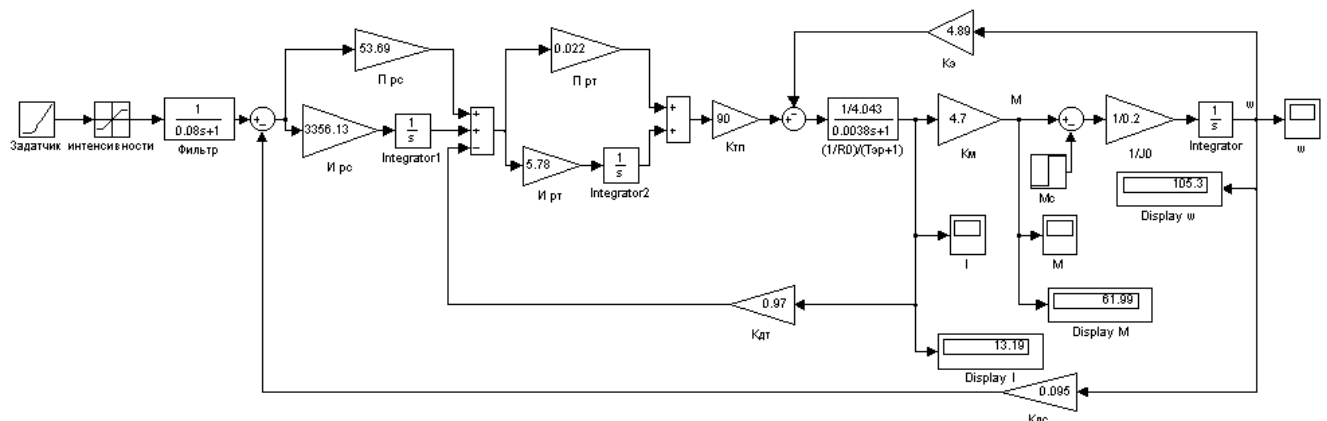 4.89
Кэ
53.69
П рс
0.022
П рт
Задатчик
интенсивности
1
0.08s+1
Фильтр
+
-
3356.13
И рс
1
s
Integrator1
+
+
-
5.78
И рт
1
s
Integrator2
+
+
90
Ктп
+
-
1/4.043
0.0038s+1
(1/R0)/(Tэр+1)
4.7
Км
M
+
-
Mc
1/0.2
1/J0
1
s
Integrator
w
w
105.3
Display w
I
M
0.97
Кдт
61.99
Display M
13.19
Display I
0.095
Кдс